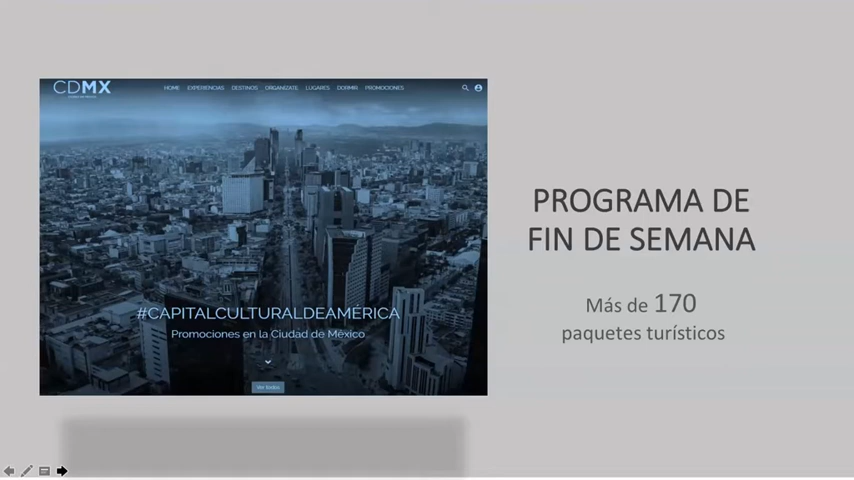 CDMX
HOME EXPERIENCIAS DESTINOS ORGANÍZATE LUGARES DORMIR PROMOCIONES
#CAPITALCULTURALDEAMÉRICA
Promociones en la Ciudad de México
Ver todos
PROGRAMA DE
FIN DE SEMANA
Más de 170
paquetes turísticos